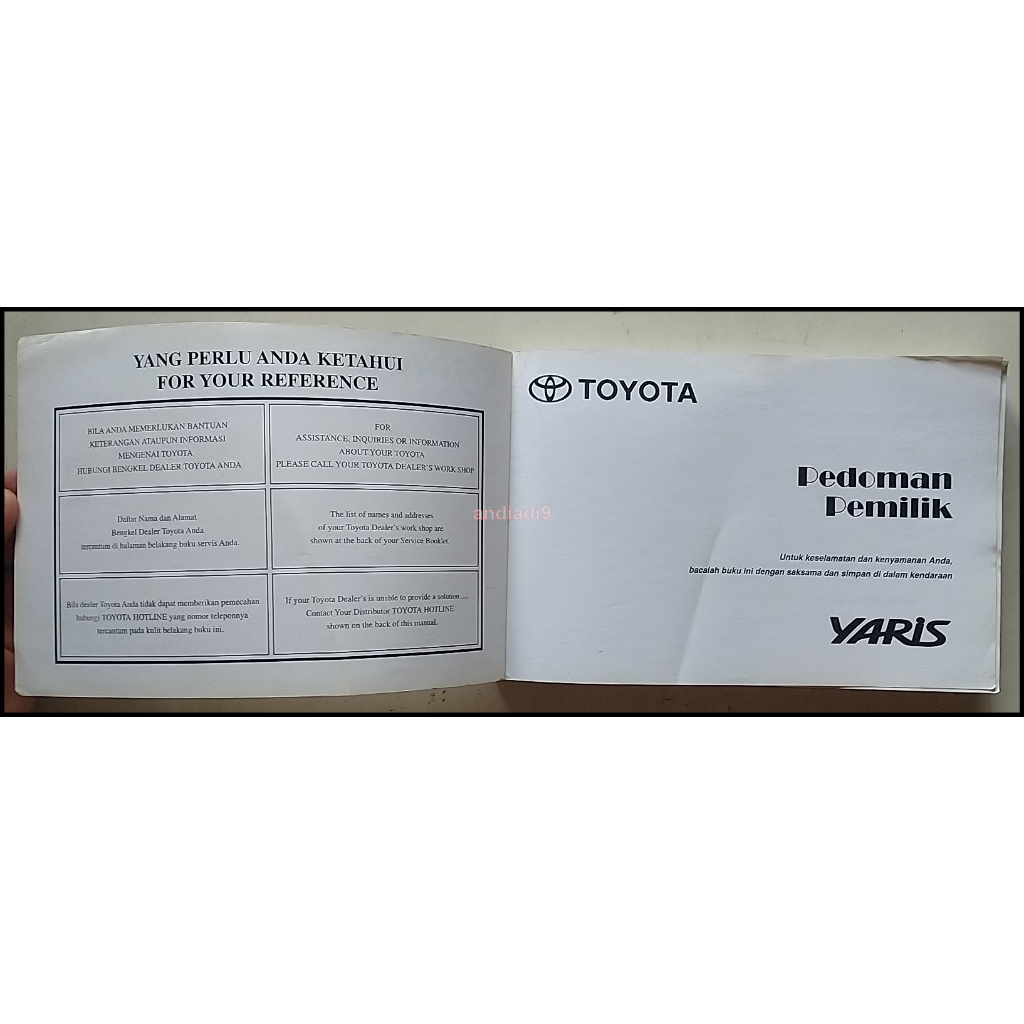 YANG PERLU ANDA KETAHUI
FOR YOUR REFERENCE
BILA ANDA MEMERLUKAN BANTUAN
KETERANGAN ATAUPUN INFORMASI
MENGENAI TOYOTA
HUBUNGI BENGKEL DEALER TOYOTA ANDA
FOR
ASSISTANCE, INQUIRIES OR INFORMATION
ABOUT YOUR TOYOTA
PLEASE CALL YOUR TOYOTA DEALER'S WORK SHOP
Daftar Nama dan Alamat
Bengkel Dealer Toyota Anda
tercantum di halaman belakang buku servis Anda.
The list of names and addresses
of your Toyota Dealer's work shop are
shown at the back of your Service Booklet.
Bila dealer Toyota Anda tidak dapat memberikan pemecahan
hubungi TOYOTA HOTLINE yang nomor teleponnya
tercantum pada kulit belakang buku ini.
If your Toyota Dealer's is unable to provide a solution ....
Contact Your Distributor TOYOTA HOTLINE
shown on the back of this manual.
andiadi9
TOYOTA
Pedoman
Pemilik
Untuk keselamatan dan kenyamanan Anda,
bacalah buku ini dengan saksama dan simpan di dalam kendaraan
YARIS